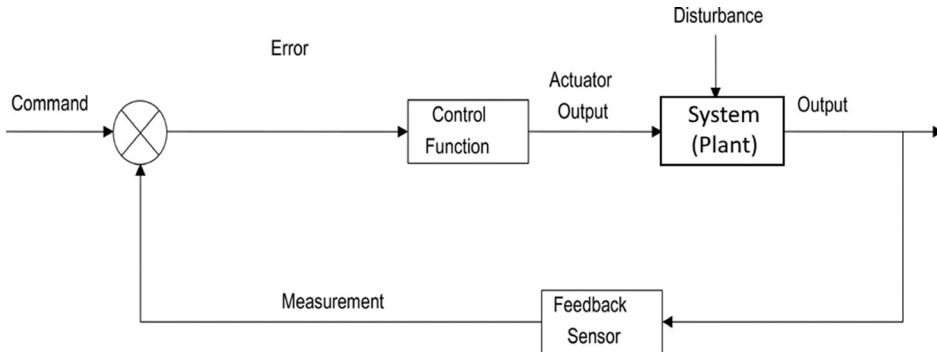 Disturbance
Error
Command
Actuator
Output
Control
Function
System
(Plant)
Output
Measurement
Feedback
Sensor